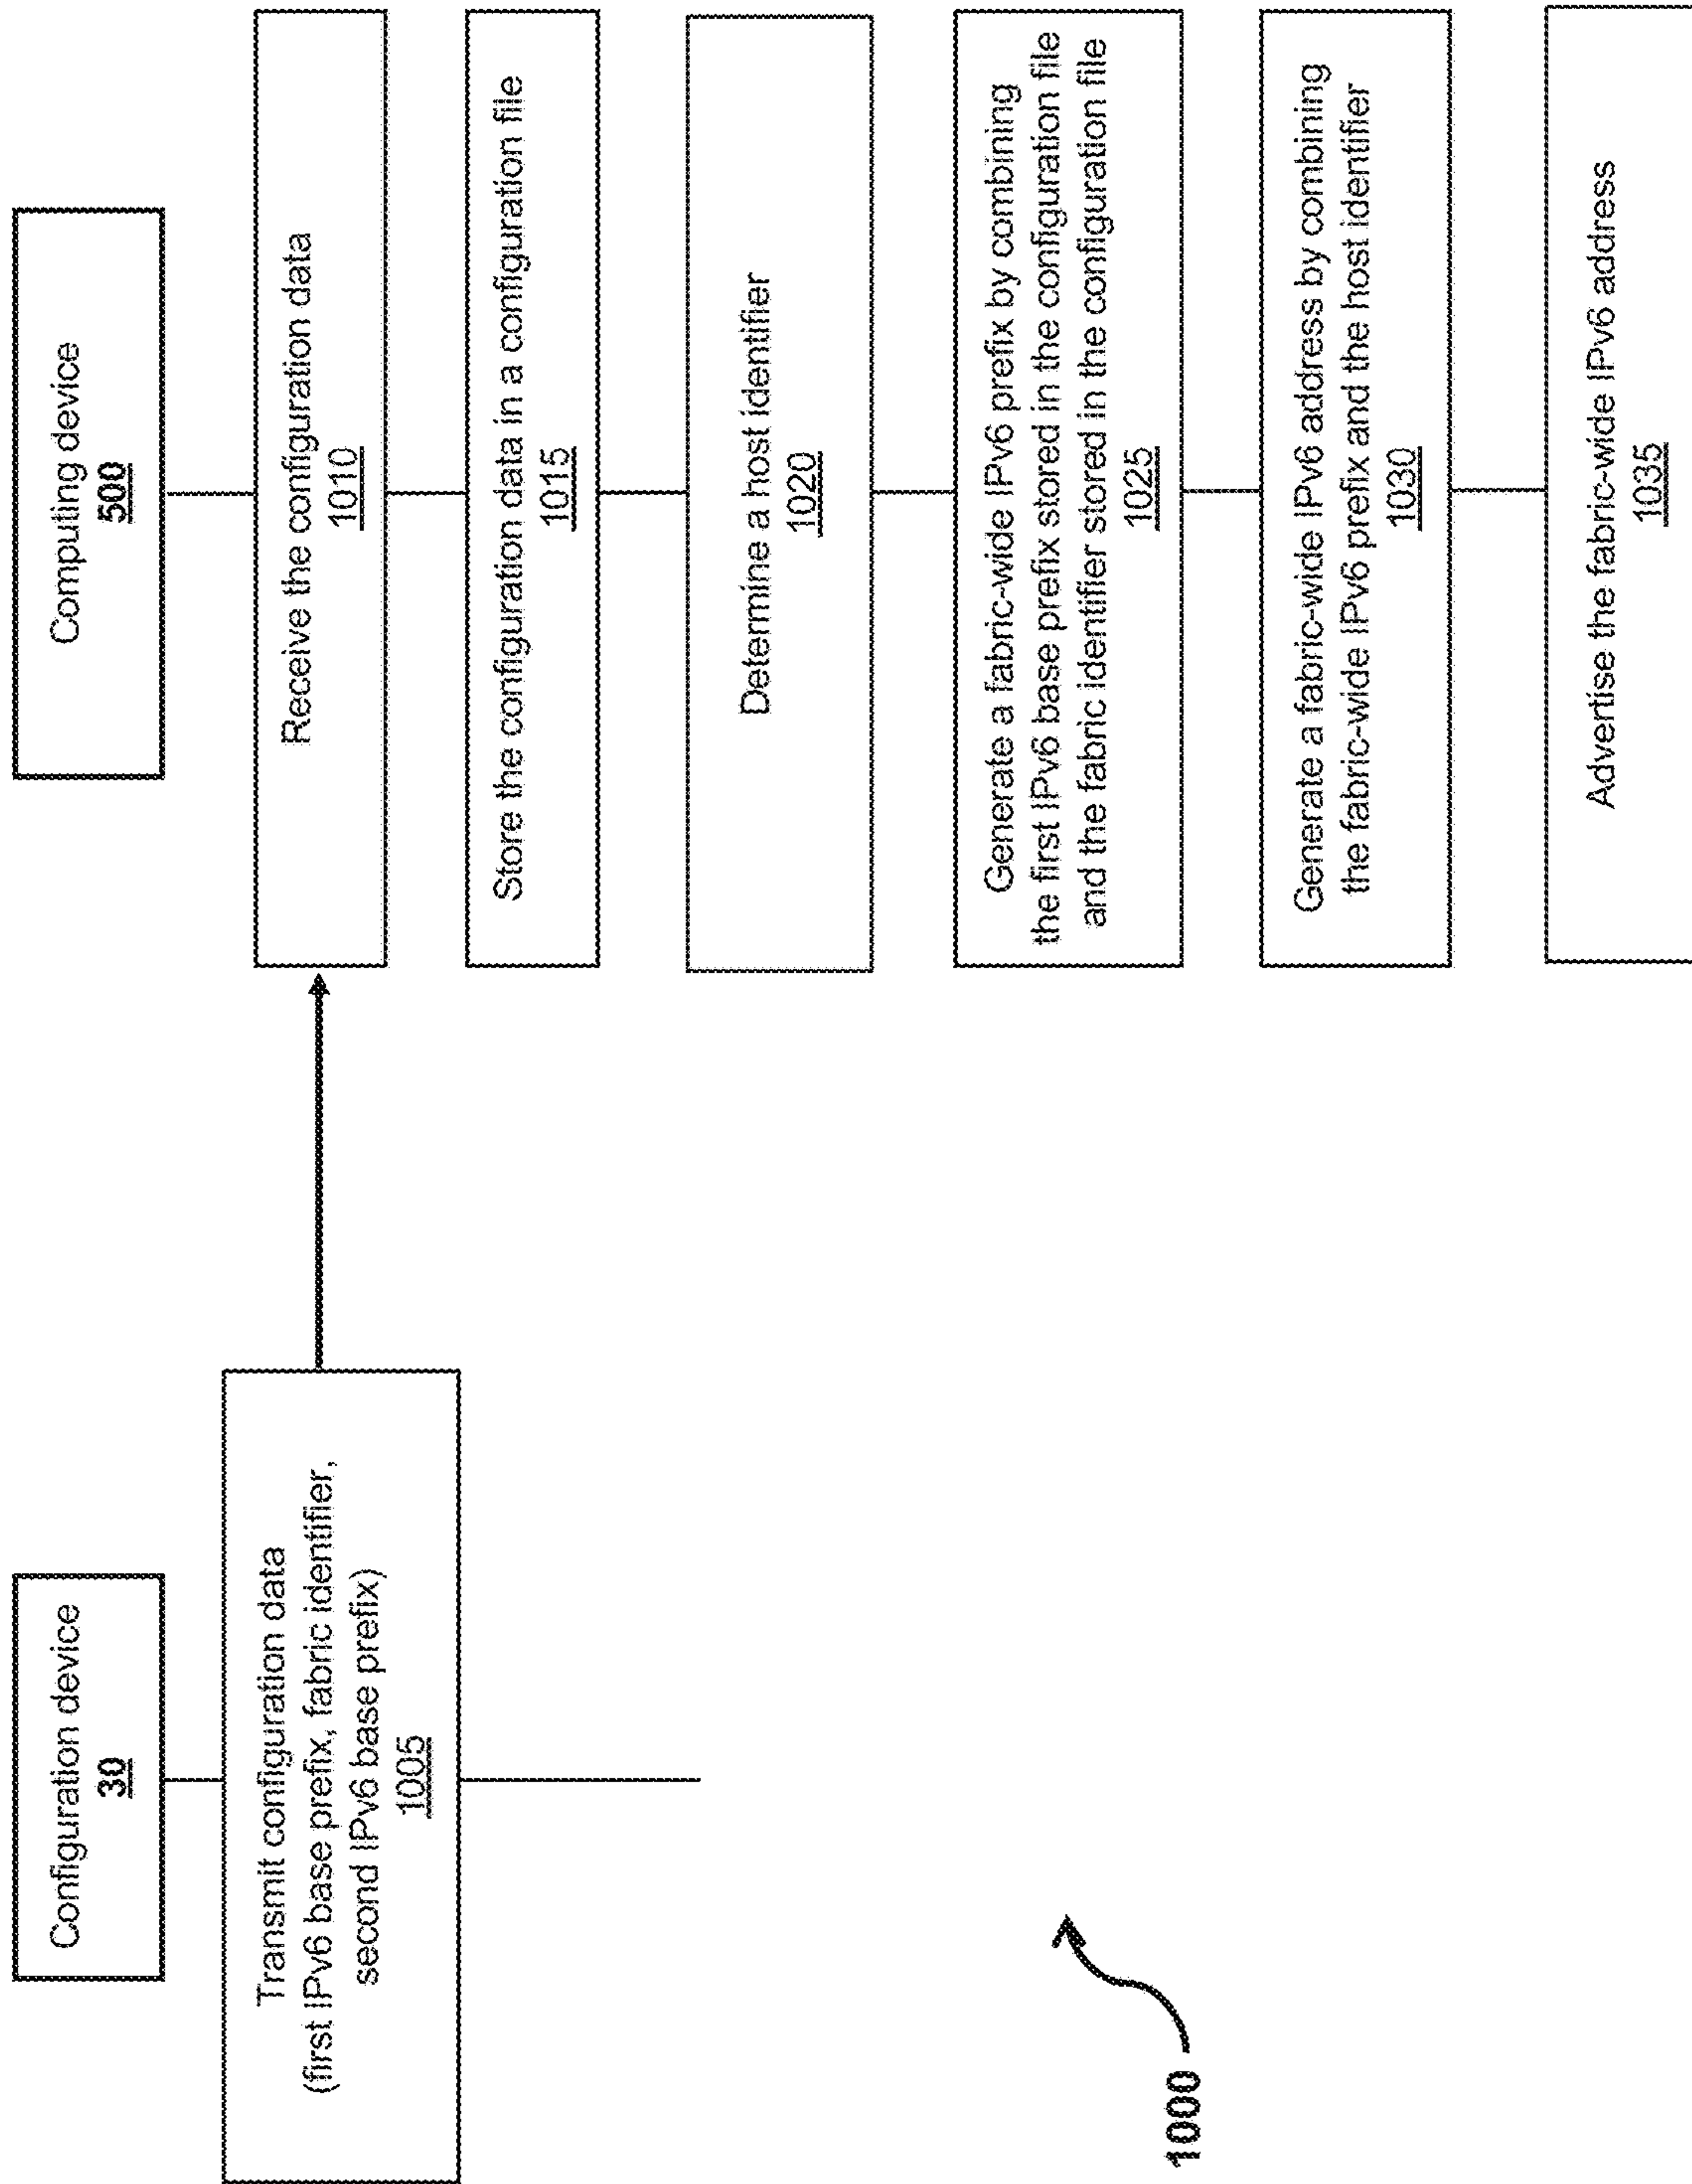 Configuration device
30
Transmit configuration data
(first IPv6 base prefix, fabric identifier,
second IPv6 base prefix)
1005
Computing device
500
Receive the configuration data
1010
Store the configuration data in a configuration file
1015
Determine a host identifier
1020
Generate a fabric-wide IPv6 prefix by combining
the first IPv6 base prefix stored in the configuration file
and the fabric identifier stored in the configuration file
1025
Generate a fabric-wide IPv6 address by combining
the fabric-wide IPv6 prefix and the host identifier
1030
Advertise the fabric-wide IPv6 address
1035
1000